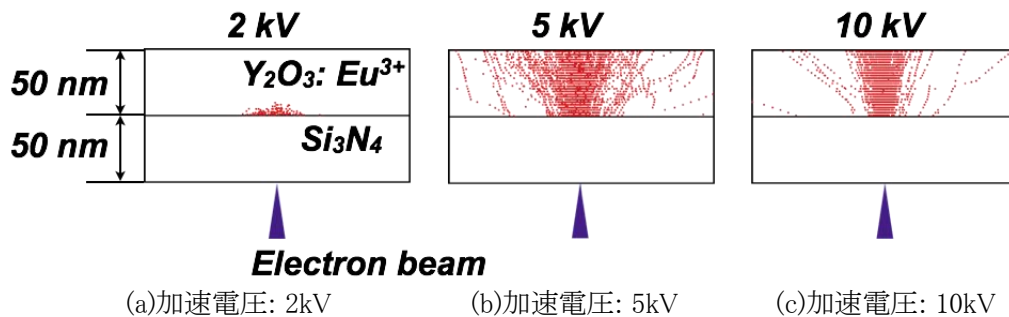 2 kV
5 kV
10 kV
50 nm
Y₂O₃: Eu³⁺
50 nm
Si₃N₄
Electron beam
(a)加速電圧: 2kV
(b)加速電圧: 5kV
(c)加速電圧: 10kV